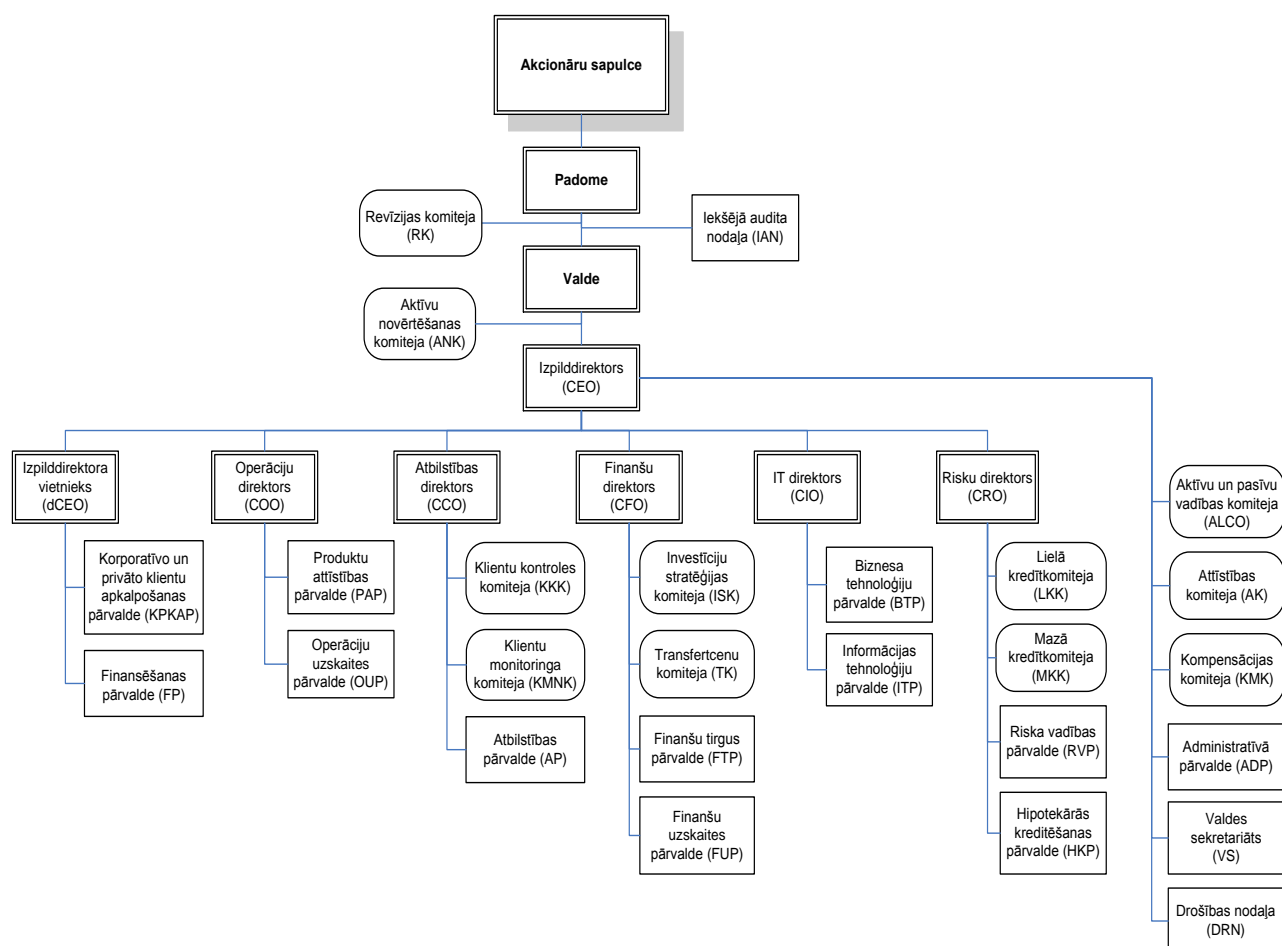 Akcionāru sapulce
Padome
Revīzijas komiteja
(RK)
Iekšējā audita
nodaļa (IAN)
Valde
Aktīvu
novērtēšanas
komiteja (ANK)
Izpilddirektors
(CEO)
Izpilddirektora
vietnieks
(dCEO)
Operāciju
direktors
(COO)
Atbilstības
direktors
(CCO)
Finanšu
direktors
(CFO)
IT direktors
(CIO)
Risku direktors
(CRO)
Korporatīvo un
privāto klientu
apkalpošanas
pārvalde (KPKAP)
Finansēšanas
pārvalde (FP)
Produktu
attīstības
pārvalde (PAP)
Operāciju
uzskaites
pārvalde (OUP)
Klientu kontroles
komiteja (KKK)
Klientu
monitoringa
komiteja (KMNK)
Atbilstības
pārvalde (AP)
Investīciju
stratēģijas
komiteja (ISK)
Transfertcenu
komiteja (TK)
Finanšu tirgus
pārvalde (FTP)
Finanšu
uzskaites
pārvalde (FUP)
Biznesa
tehnoloģiju
pārvalde (BTP)
Informācijas
tehnoloģiju
pārvalde (ITP)
Lielā
kredītkomiteja
(LKK)
Mazā
kredītkomiteja
(MKK)
Riska vadības
pārvalde (RVP)
Hipotekārās
kreditēšanas
pārvalde (HKP)
Aktīvu un pasīvu
vadības komiteja
(ALCO)
Attīstības
komiteja (AK)
Kompensācijas
komiteja (KMK)
Administratīvā
pārvalde (ADP)
Valdes
sekretariāts
(VS)
Drošības nodaļa
(DRN)